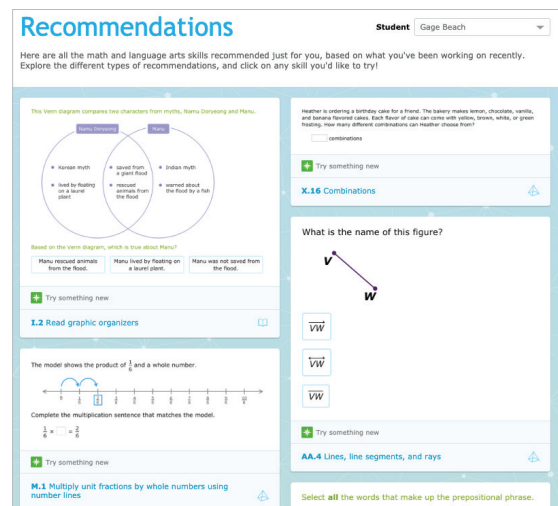 Recommendations
Student Gage Beach
Here are all the math and language arts skills recommended just for you, based on what you've been working on recently.
Explore the different types of recommendations, and click on any skill you'd like to try!
This Venn diagram compares two characters from myths, Namu Doryeong and Manu.
Namu Doryeong
Manu
Korean myth
lived by floating
on a laurel
plant
saved from
a giant flood
rescued
animals from
the flood
Indian myth
warned about
the flood by a fish
Based on the Venn diagram, which is true about Manu?
Manu rescued animals
from the flood.
Manu lived by floating on
a laurel plant.
Manu was not saved from
the flood.
Try something new
I.2 Read graphic organizers
The model shows the product of 1/6 and a whole number.
Complete the multiplication sentence that matches the model.
1/6 × = 2/6
Try something new
M.1 Multiply unit fractions by whole numbers using
number lines
Heather is ordering a birthday cake for a friend. The bakery makes lemon, chocolate, vanilla,
and banana flavored cakes. Each flavor of cake can come with yellow, brown, white, or green
frosting. How many different combinations can Heather choose from?
combinations
Try something new
X.16 Combinations
What is the name of this figure?
V
W
VW
VW
VW
Try something new
AA.4 Lines, line segments, and rays
Select all the words that make up the prepositional phrase.